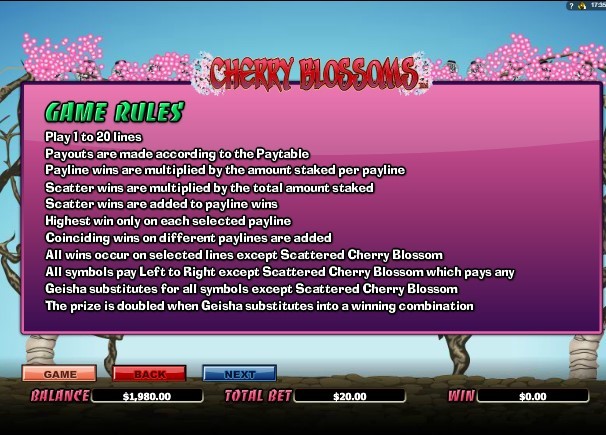 ? 17:35
CHERRY BLOSSOMS
GAME RULES
Play 1 to 20 lines
Payouts are made according to the Paytable
Payline wins are multiplied by the amount staked per payline
Scatter wins are multiplied by the total amount staked
Scatter wins are added to payline wins
Highest win only on each selected payline
Coinciding wins on different paylines are added
All wins occur on selected lines except Scattered Cherry Blossom
All symbols pay Left to Right except Scattered Cherry Blossom which pays any
Geisha substitutes for all symbols except Scattered Cherry Blossom
The prize is doubled when Geisha substitutes into a winning combination
GAME BACK NEXT
BALANCE $1,980.00 TOTAL BET $20.00 WIN $0.00